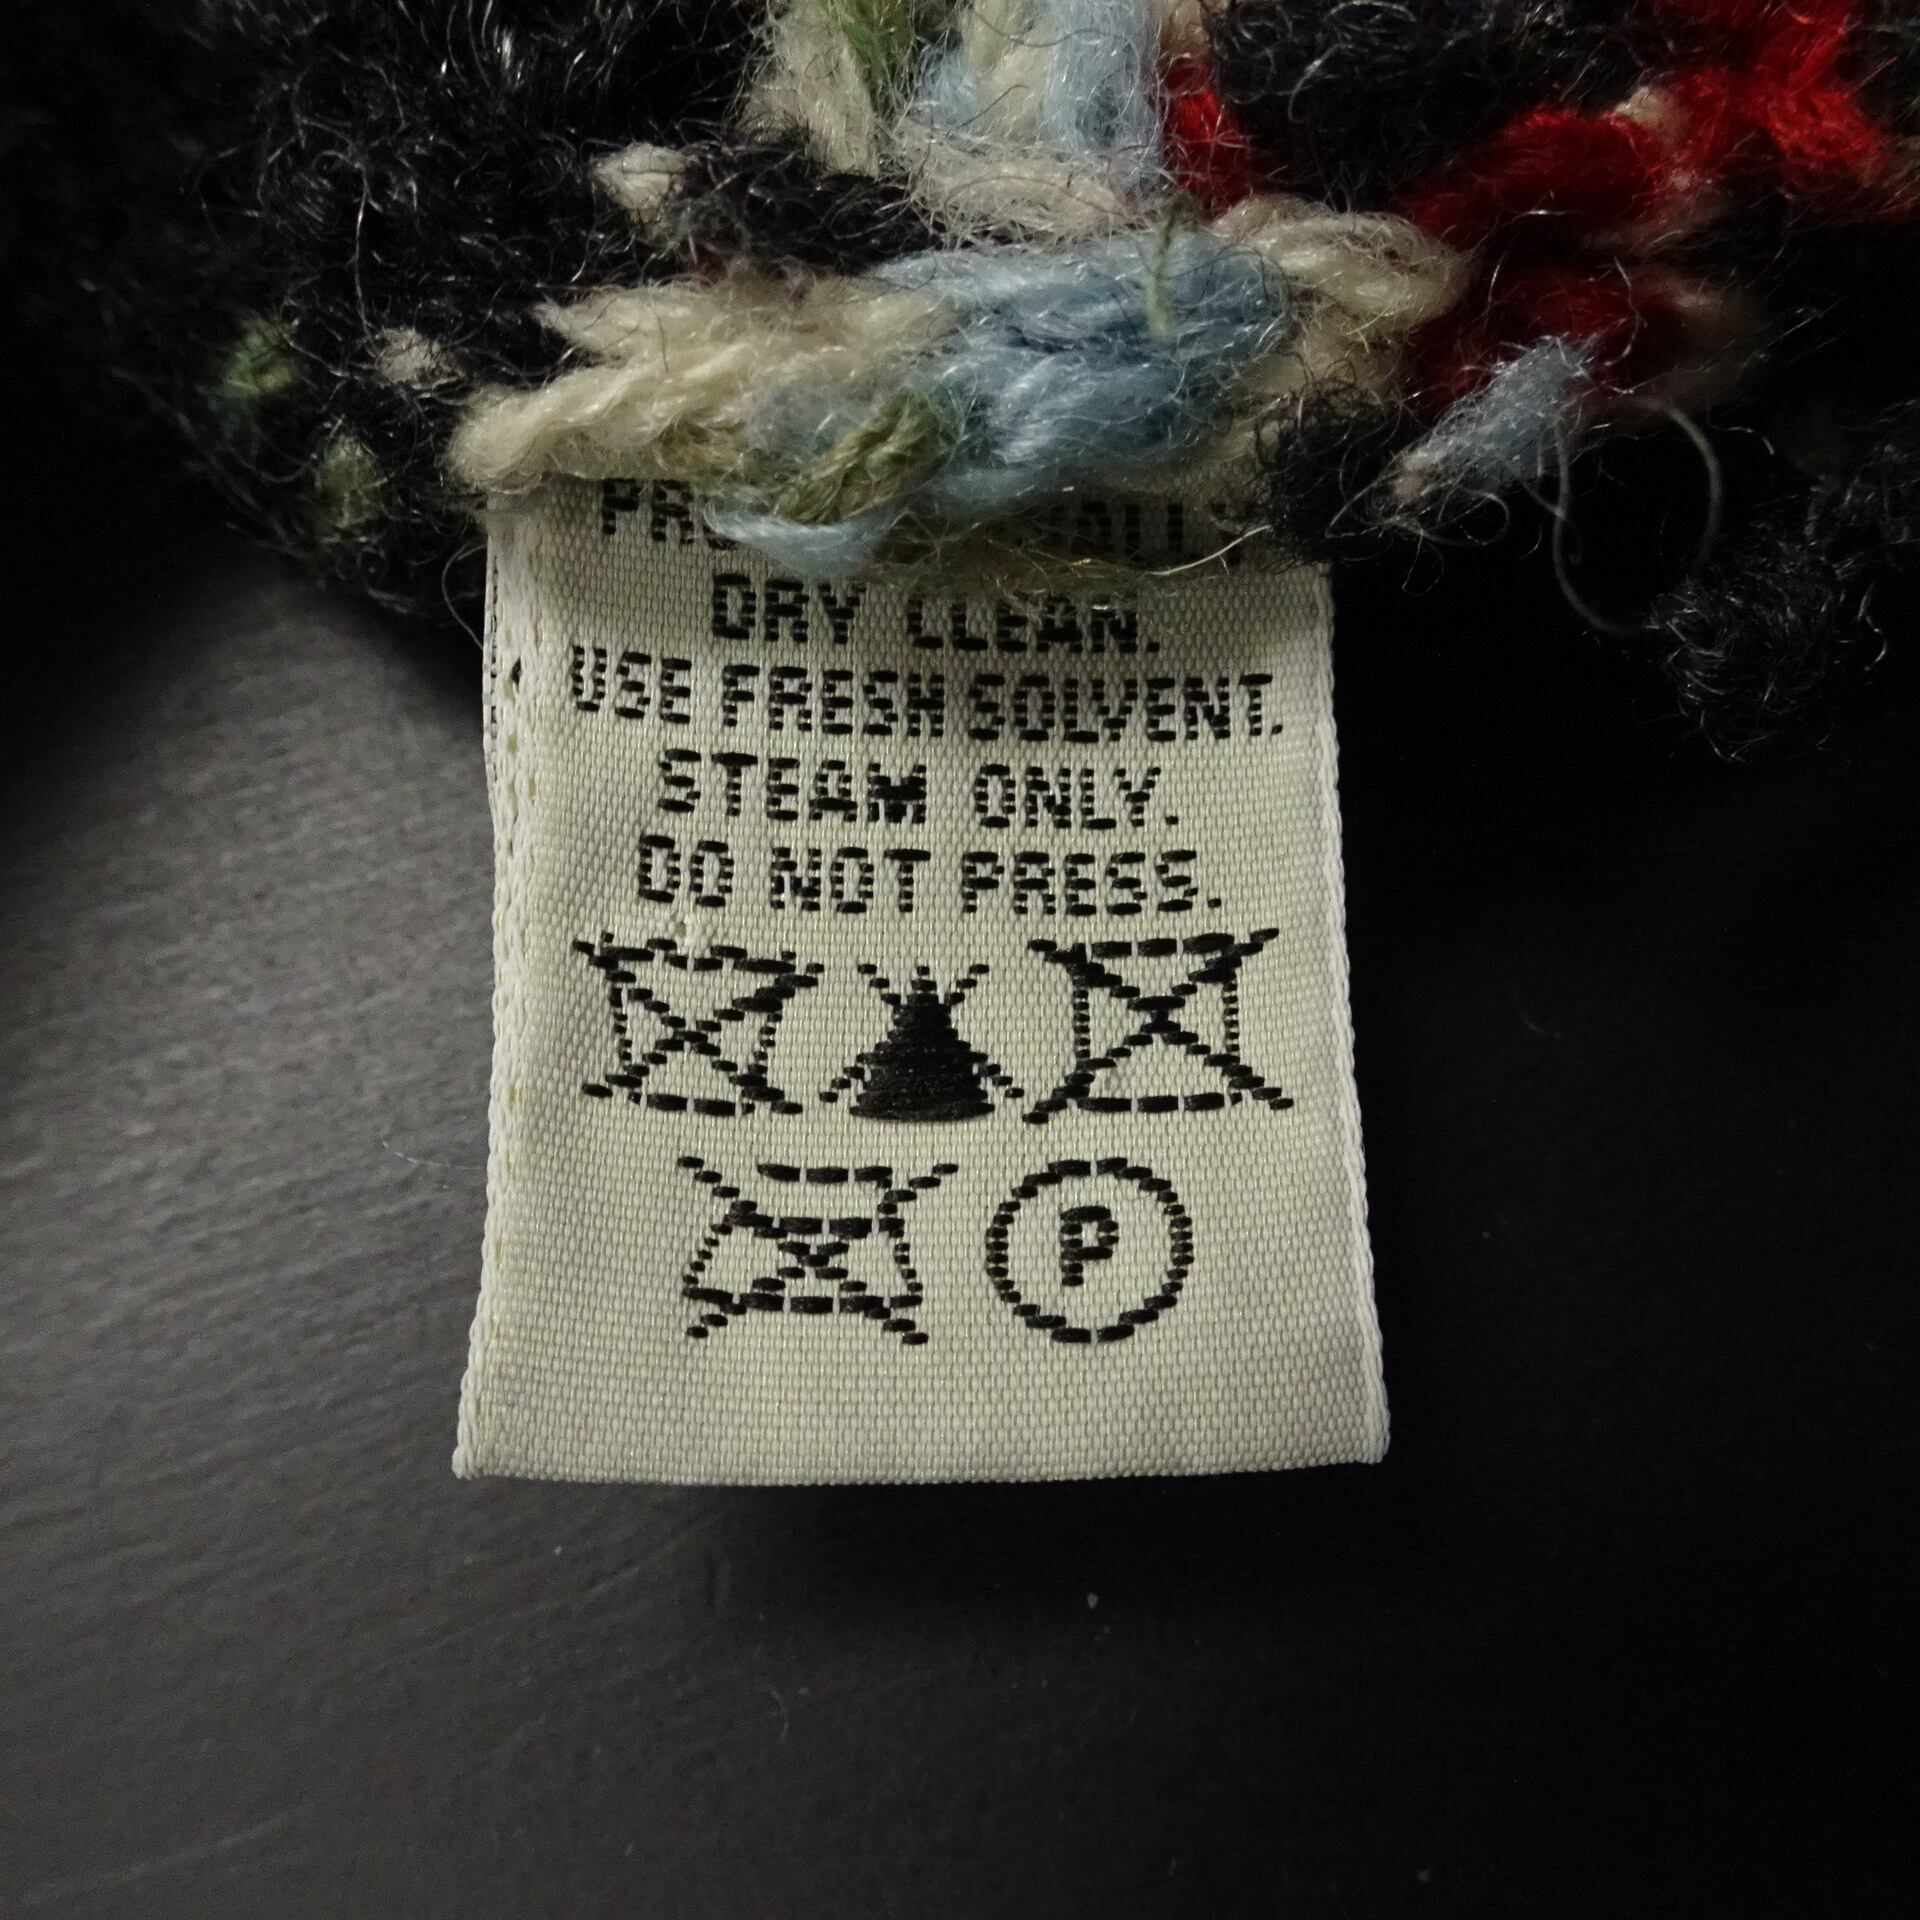 DRY CLEAN.
USE FRESH SOLVENT.
STEAM ONLY.
DO NOT PRESS.
P